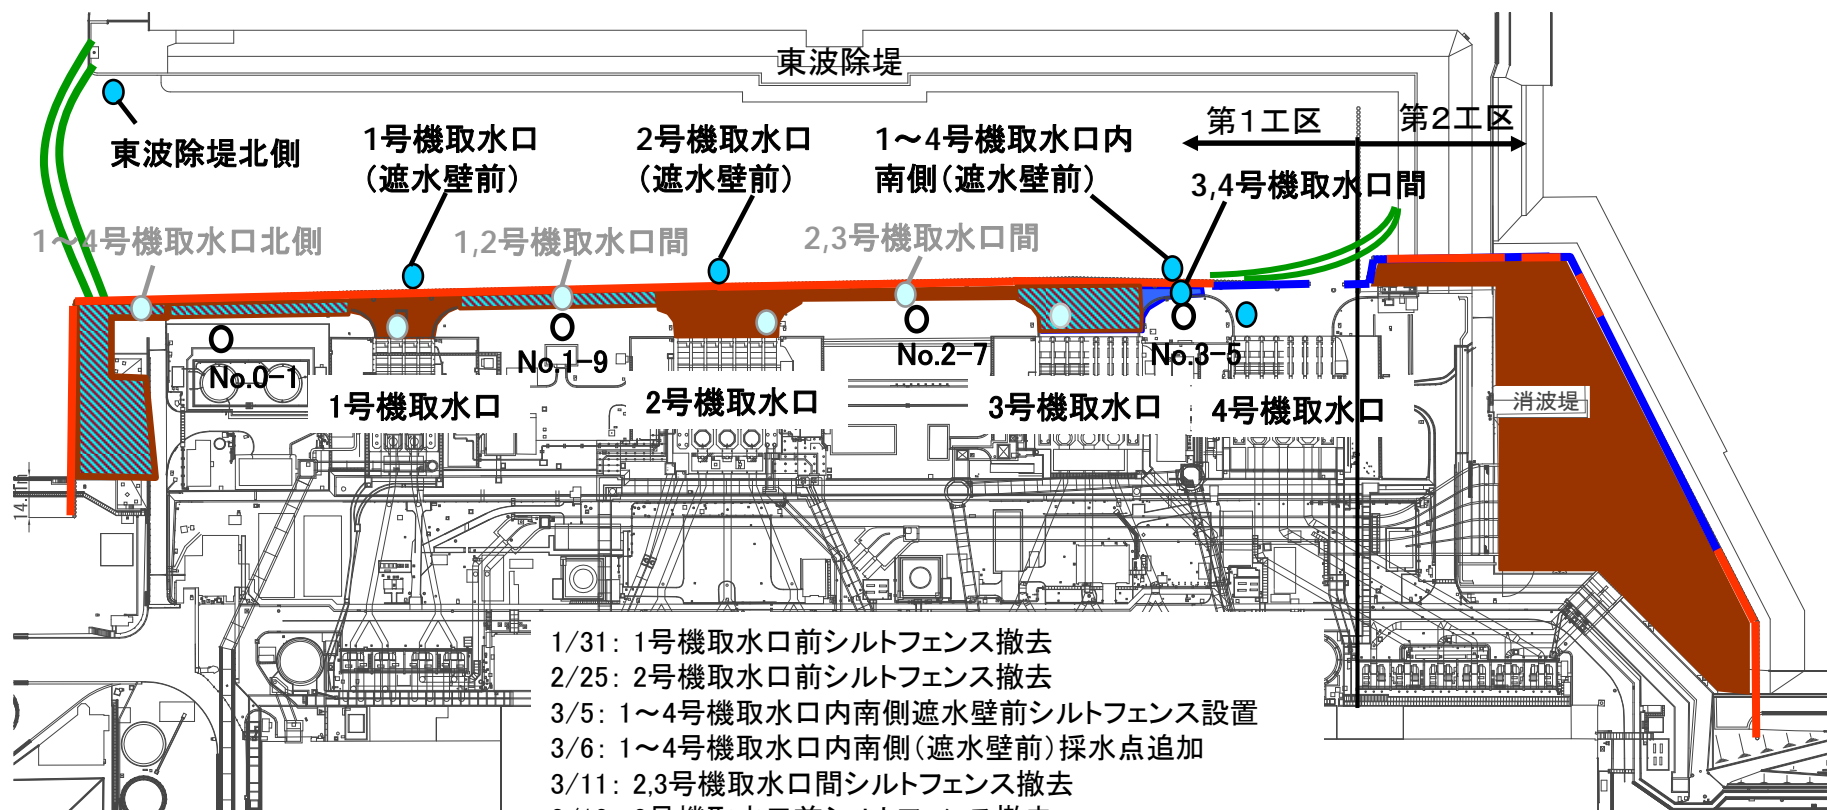 東波除堤
第1工区
第2工区
東波除堤北側
1号機取水口
(遮水壁前)
2号機取水口
(遮水壁前)
1～4号機取水口内
南側(遮水壁前)
3,4号機取水口間
1～4号機取水口北側
1,2号機取水口間
2,3号機取水口間
No.0-1
No.1-9
No.2-7
No.3-5
1号機取水口
2号機取水口
3号機取水口
4号機取水口
消波堤
1/31: 1号機取水口前シルトフェンス撤去
2/25: 2号機取水口前シルトフェンス撤去
3/5: 1～4号機取水口内南側遮水壁前シルトフェンス設置
3/6: 1～4号機取水口内南側(遮水壁前)採水点追加
3/11: 2,3号機取水口間シルトフェンス撤去